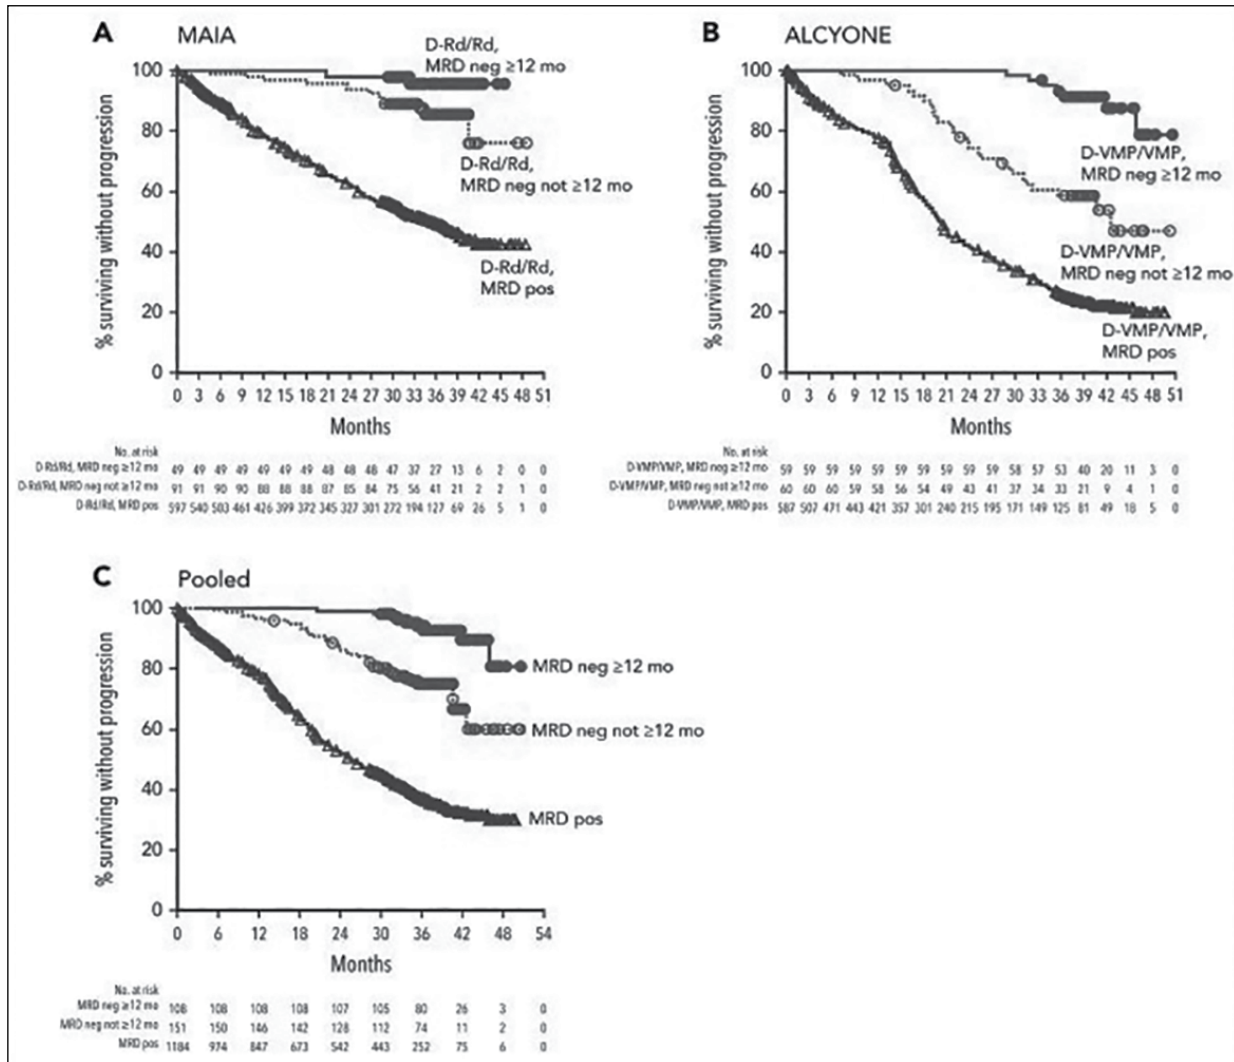 A MAIA
% surviving without progression
100
80
60
40
20
0
D-Rd/Rd,
MRD neg ≥12 mo
D-Rd/Rd,
MRD neg not ≥12 mo
D-Rd/Rd,
MRD pos
0 3 6 9 12 15 18 21 24 27 30 33 36 39 42 45 48 51
Months
No. at risk
D-Rd/Rd, MRD neg ≥12 mo 49 49 49 49 49 49 49 48 48 48 47 37 27 13 6 2 0 0
D-Rd/Rd, MRD neg not ≥12 mo 91 91 90 90 88 88 88 87 85 84 75 56 41 21 2 2 1 0
D-Rd/Rd, MRD pos 597 540 503 461 426 399 372 345 327 301 272 194 127 69 26 5 1 0
B ALCYONE
% surviving without progression
100
80
60
40
20
0
D-VMP/VMP,
MRD neg ≥12 mo
D-VMP/VMP,
MRD neg not ≥12 mo
D-VMP/VMP,
MRD pos
0 3 6 9 12 15 18 21 24 27 30 33 36 39 42 45 48 51
Months
No. at risk
D-VMP/VMP, MRD neg ≥12 mo 59 59 59 59 59 59 59 59 59 59 58 57 53 40 20 11 3 0
D-VMP/VMP, MRD neg not ≥12 mo 60 60 60 59 58 56 54 49 43 41 37 34 33 21 9 4 1 0
D-VMP/VMP, MRD pos 587 507 471 443 421 357 301 240 215 195 171 149 125 81 49 18 5 0
C Pooled
% surviving without progression
100
80
60
40
20
0
MRD neg ≥12 mo
MRD neg not ≥12 mo
MRD pos
0 6 12 18 24 30 36 42 48 54
Months
No. at risk
MRD neg ≥12 mo 108 108 108 108 107 105 80 26 3 0
MRD neg not ≥12 mo 151 150 146 142 128 112 74 11 2 0
MRD pos 1184 974 847 673 542 443 252 75 6 0